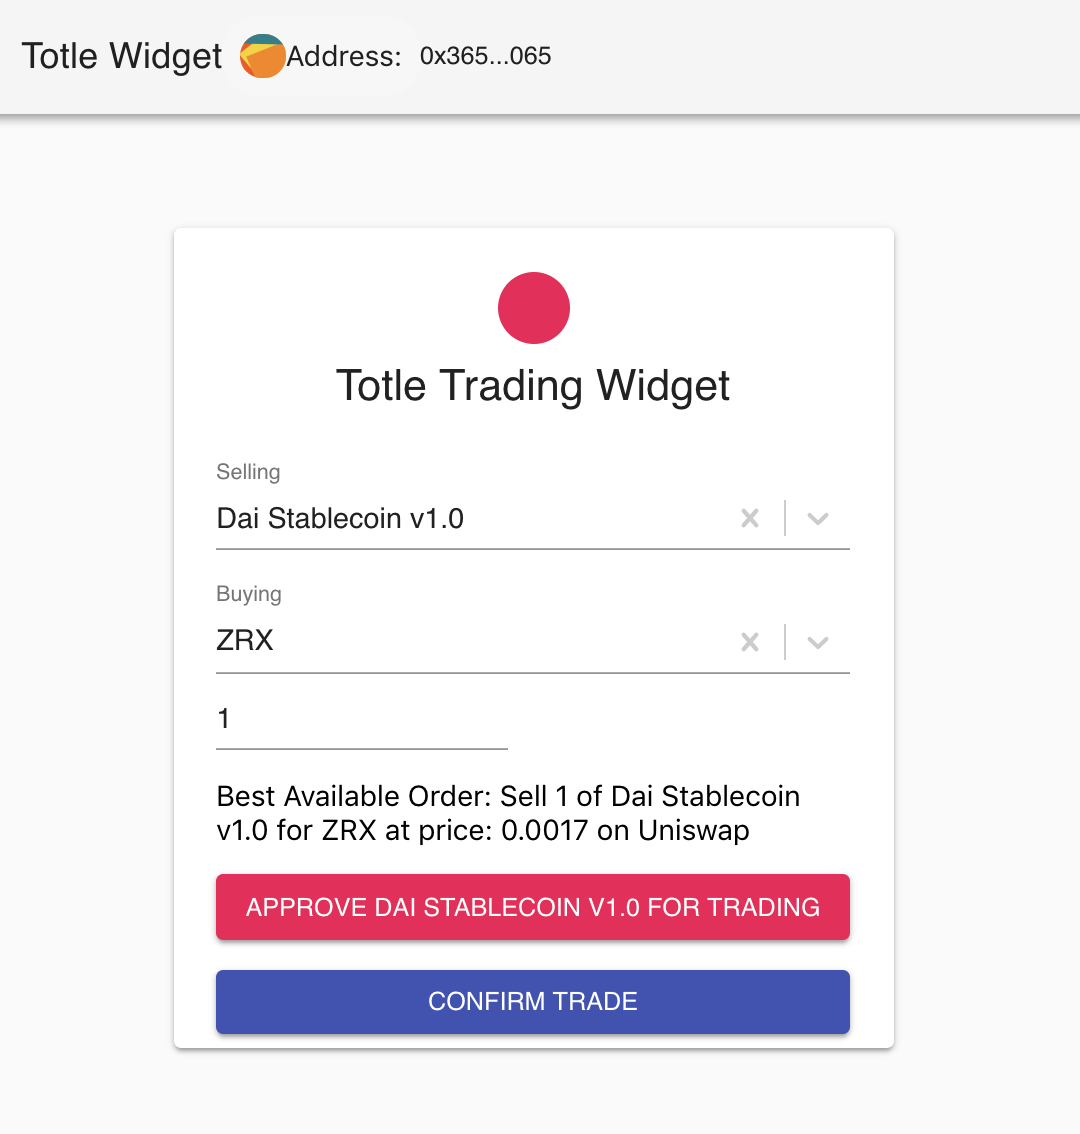 Totle Widget Address: 0x365...065
Totle Trading Widget
Selling
Dai Stablecoin v1.0
Buying
ZRX
1
Best Available Order: Sell 1 of Dai Stablecoin
v1.0 for ZRX at price: 0.0017 on Uniswap
APPROVE DAI STABLECOIN V1.0 FOR TRADING
CONFIRM TRADE